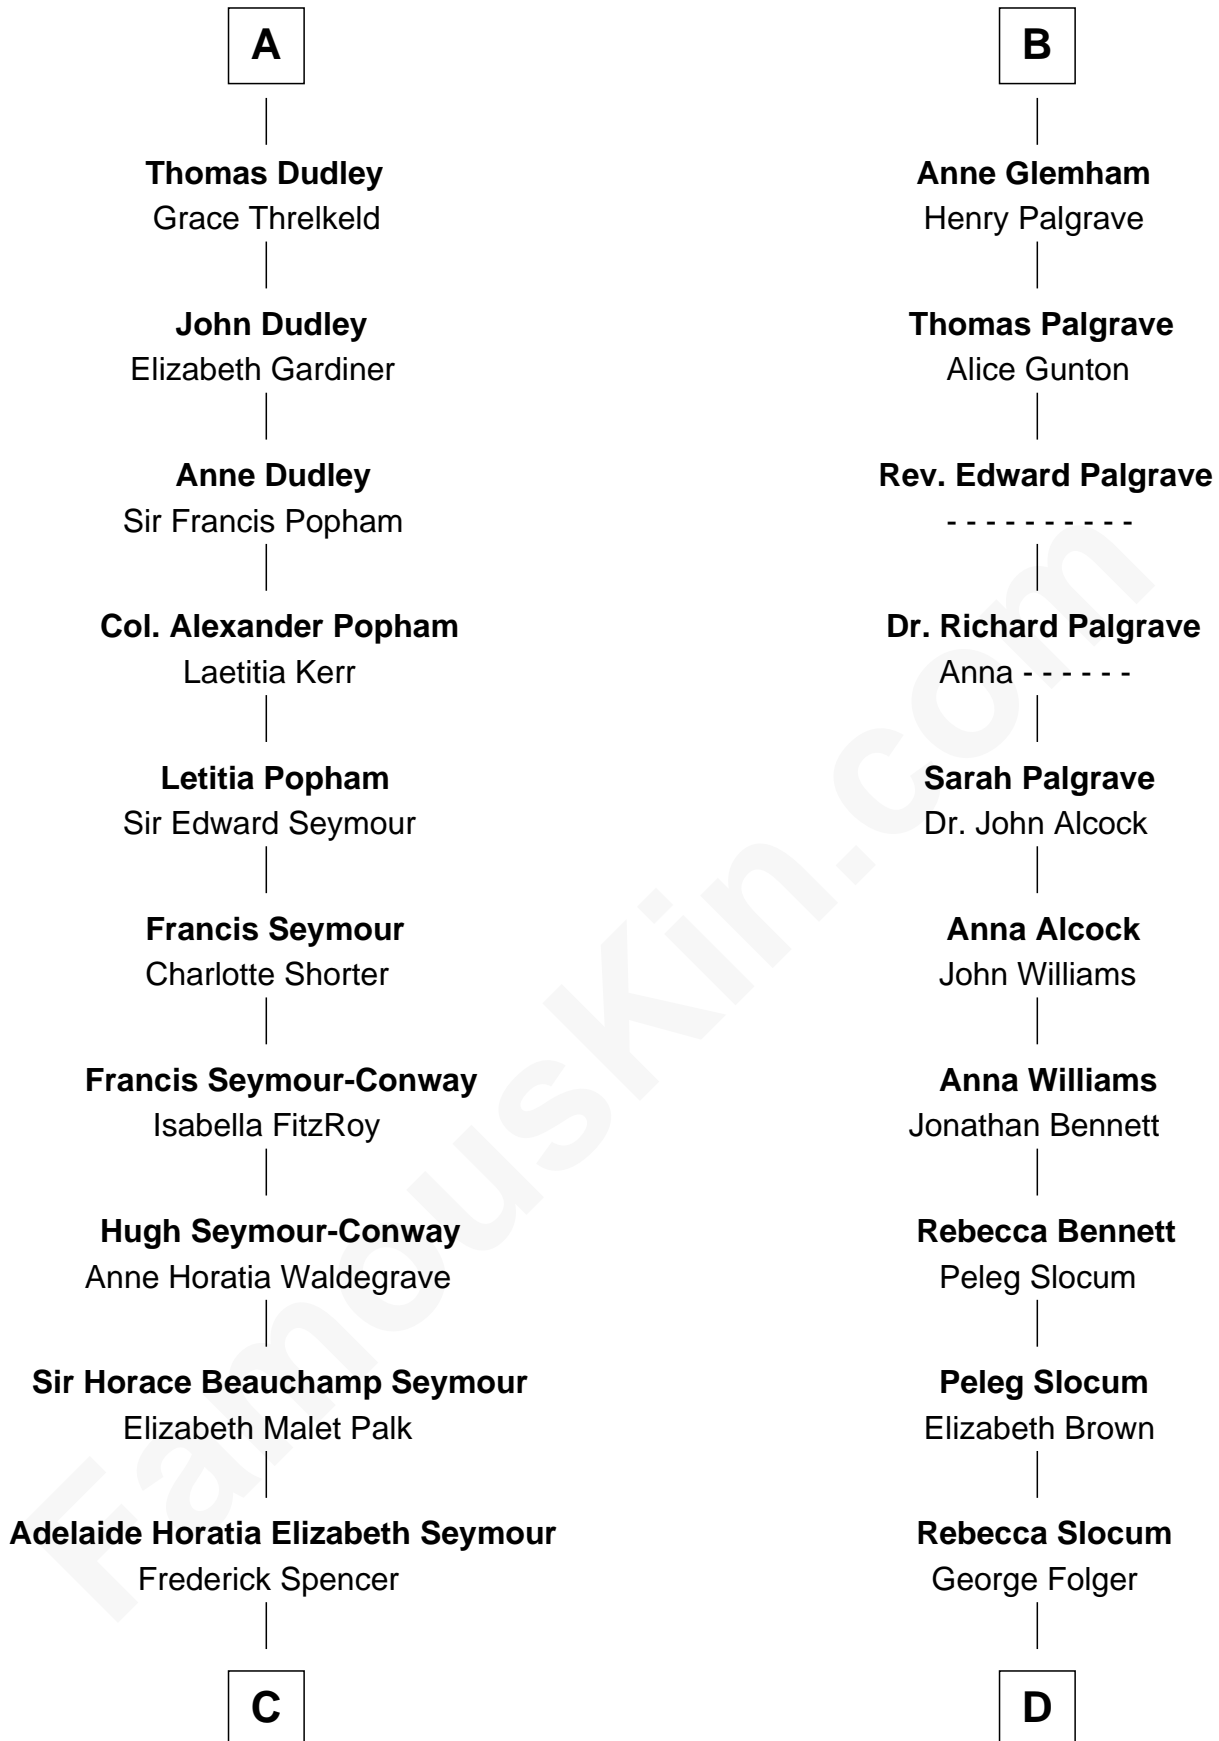 A
Thomas Dudley
Grace Threlkeld
John Dudley
Elizabeth Gardiner
Anne Dudley
Sir Francis Popham
Col. Alexander Popham
Laetitia Kerr
Letitia Popham
Sir Edward Seymour
Francis Seymour
Charlotte Shorter
Francis Seymour-Conway
Isabella FitzRoy
Hugh Seymour-Conway
Anne Horatia Waldegrave
Sir Horace Beauchamp Seymour
Elizabeth Malet Palk
Adelaide Horatia Elizabeth Seymour
Frederick Spencer
C
B
Anne Glemham
Henry Palgrave
Thomas Palgrave
Alice Gunton
Rev. Edward Palgrave
- - - - - - - - - -
Dr. Richard Palgrave
Anna - - - - - -
Sarah Palgrave
Dr. John Alcock
Anna Alcock
John Williams
Anna Williams
Jonathan Bennett
Rebecca Bennett
Peleg Slocum
Peleg Slocum
Elizabeth Brown
Rebecca Slocum
George Folger
D
FamousKin.com